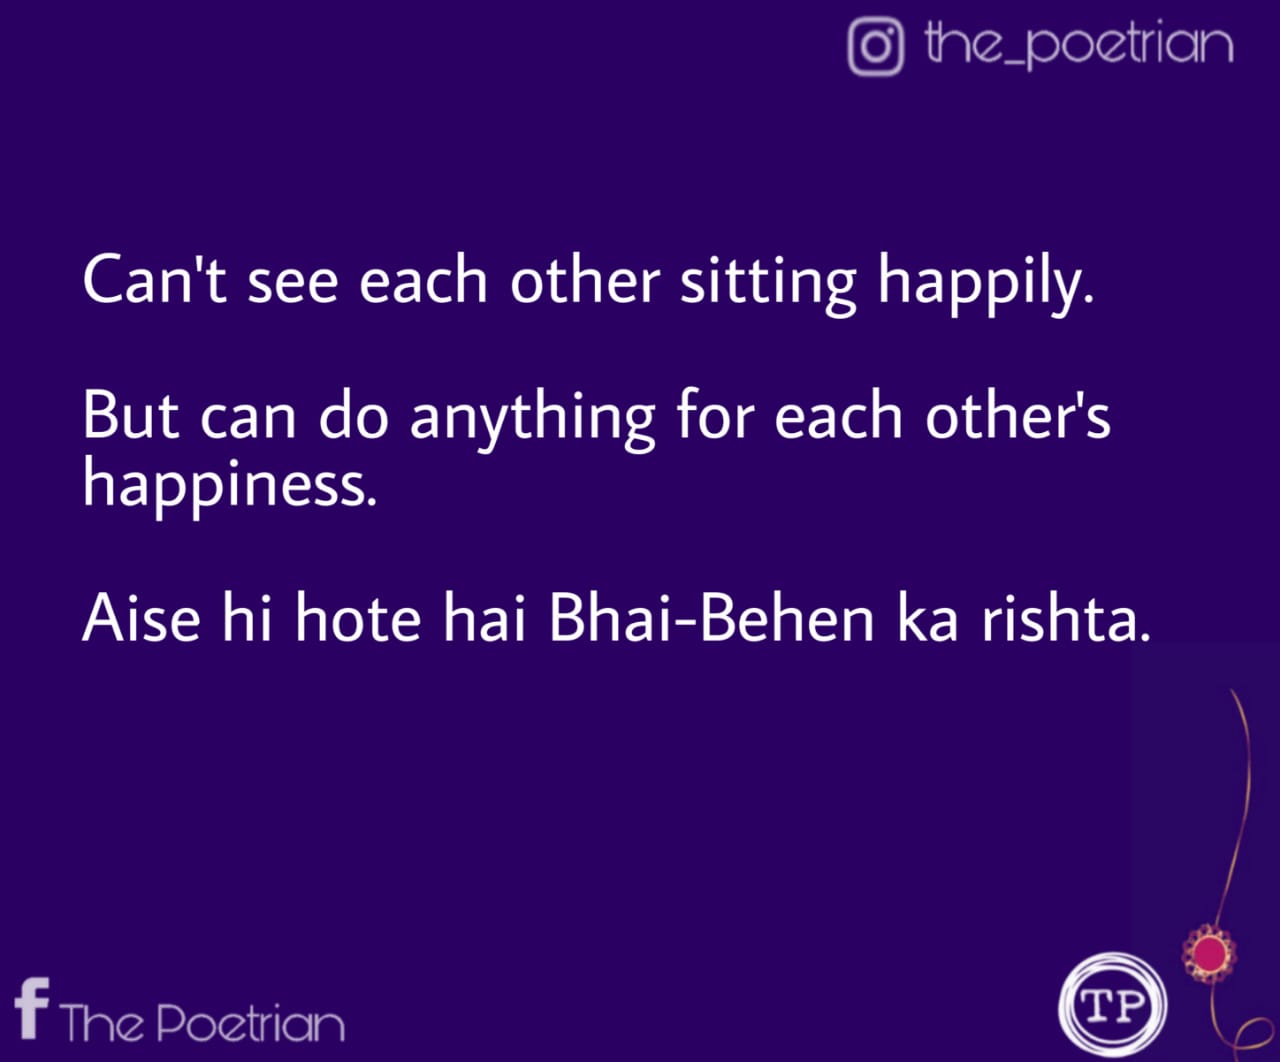 the_poetrian
Can't see each other sitting happily.
But can do anything for each other's
happiness.
Aise hi hote hai Bhai-Behen ka rishta.
f The Poetrian
TP